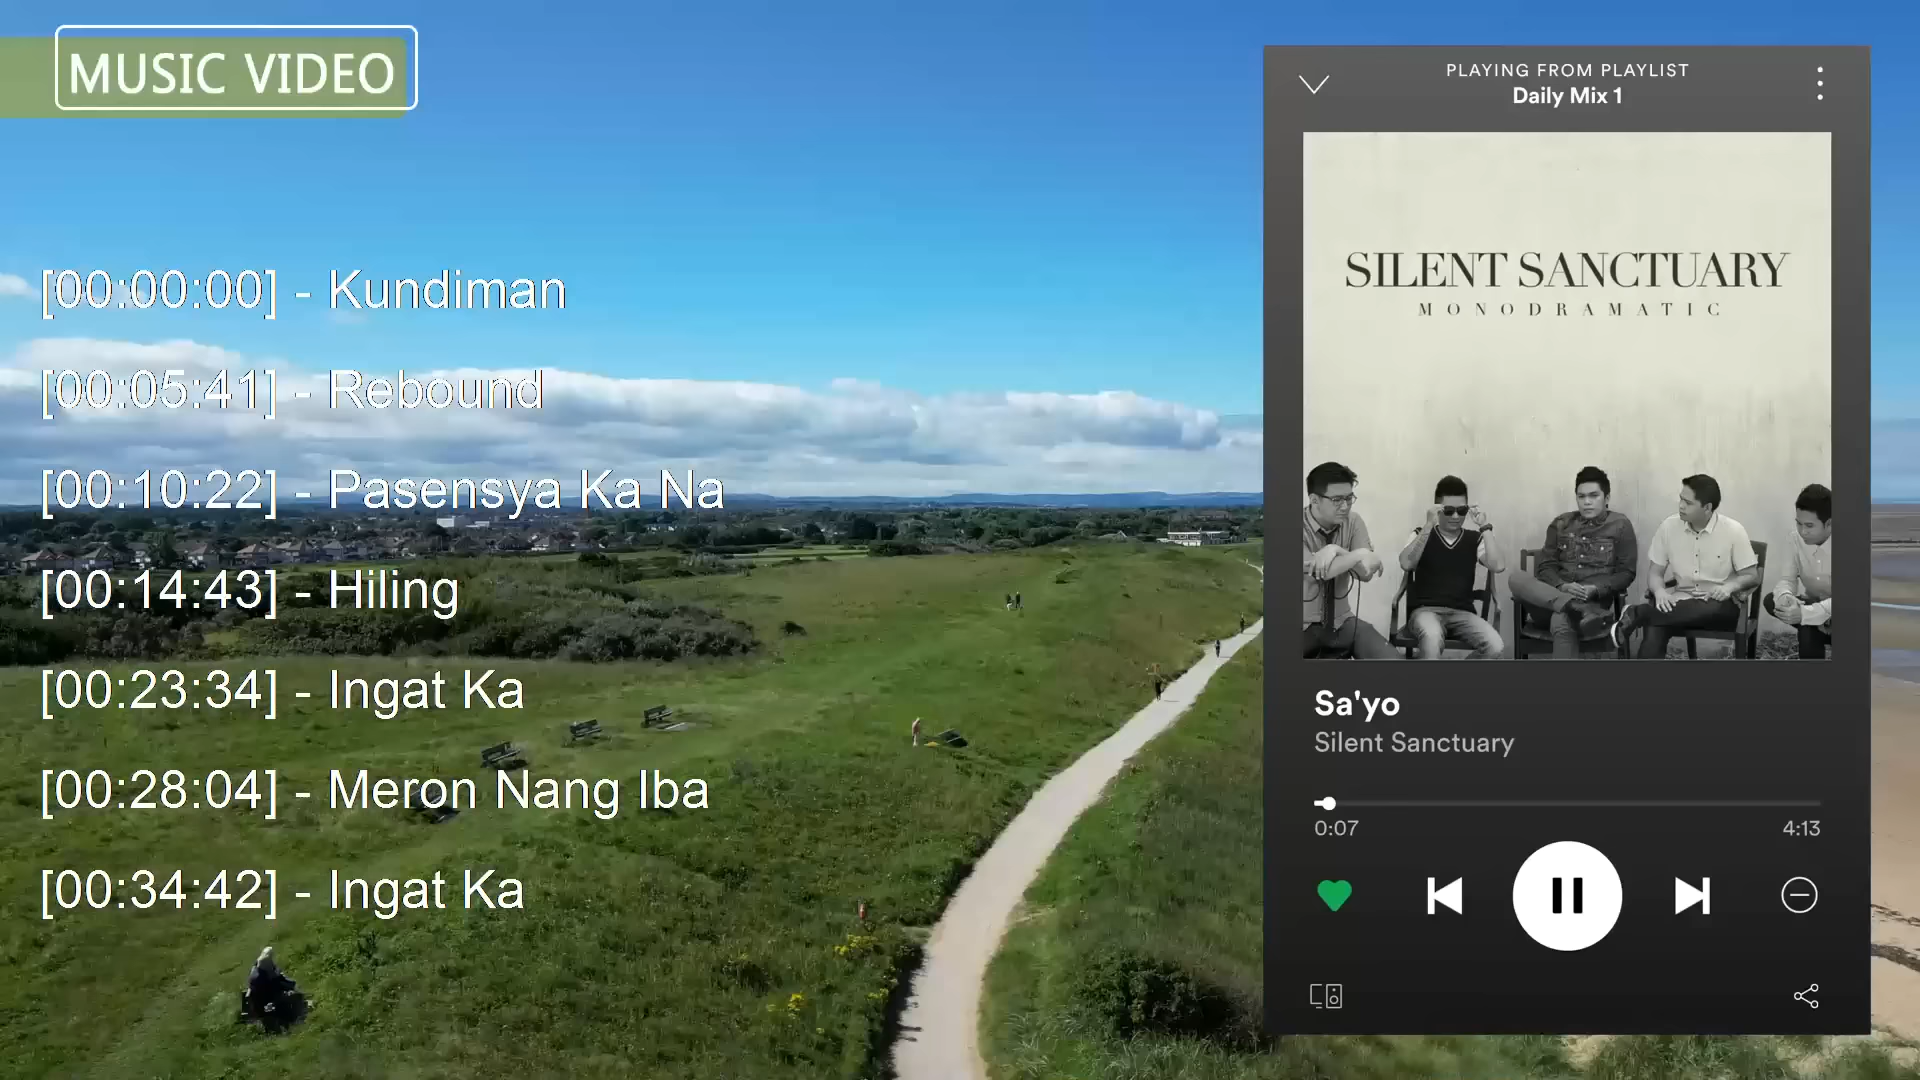 MUSIC VIDEO
[00:00:00] - Kundiman
[00:05:41] - Rebound
[00:10:22] - Pasensya Ka Na
[00:14:43] - Hiling
[00:23:34] - Ingat Ka
[00:28:04] - Meron Nang Iba
[00:34:42] - Ingat Ka
PLAYING FROM PLAYLIST
Daily Mix 1
SILENT SANCTUARY
MONODRAMATIC
Sa'yo
Silent Sanctuary
0:07
4:13